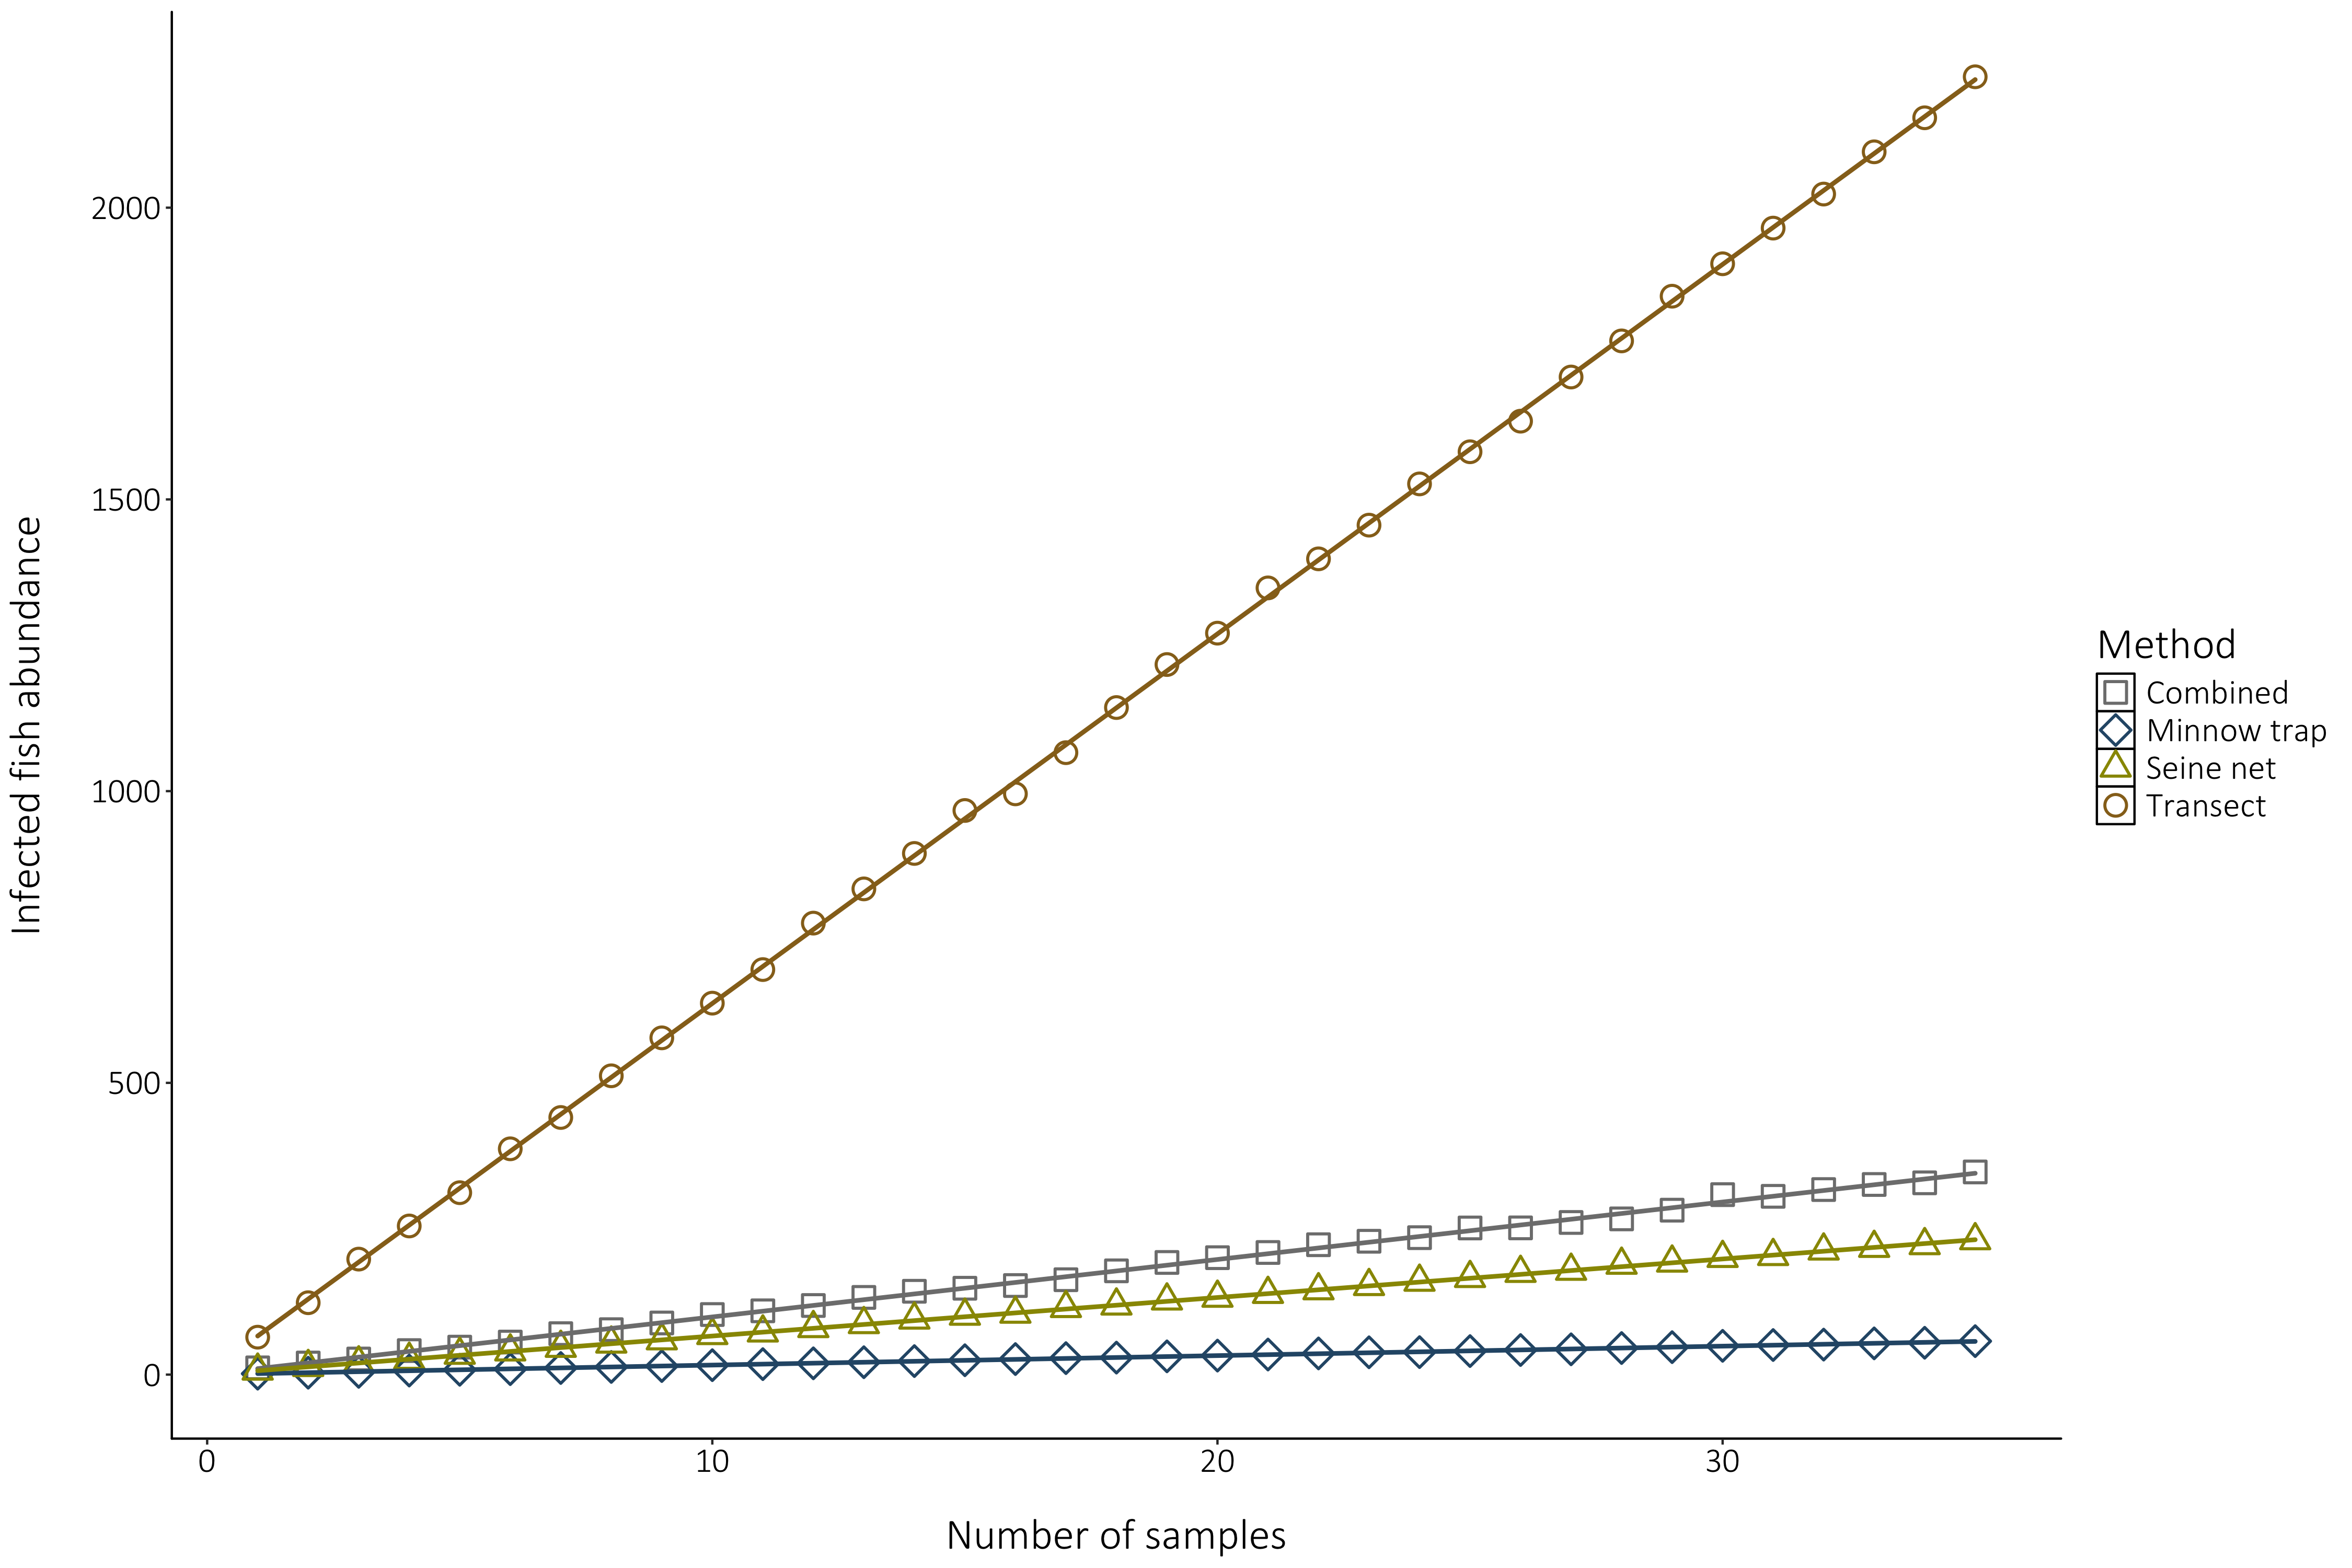 Infected fish abundance
2000
1500
1000
500
0
0 10 20 30
Number of samples
Method
Combined
Minnow trap
Seine net
Transect